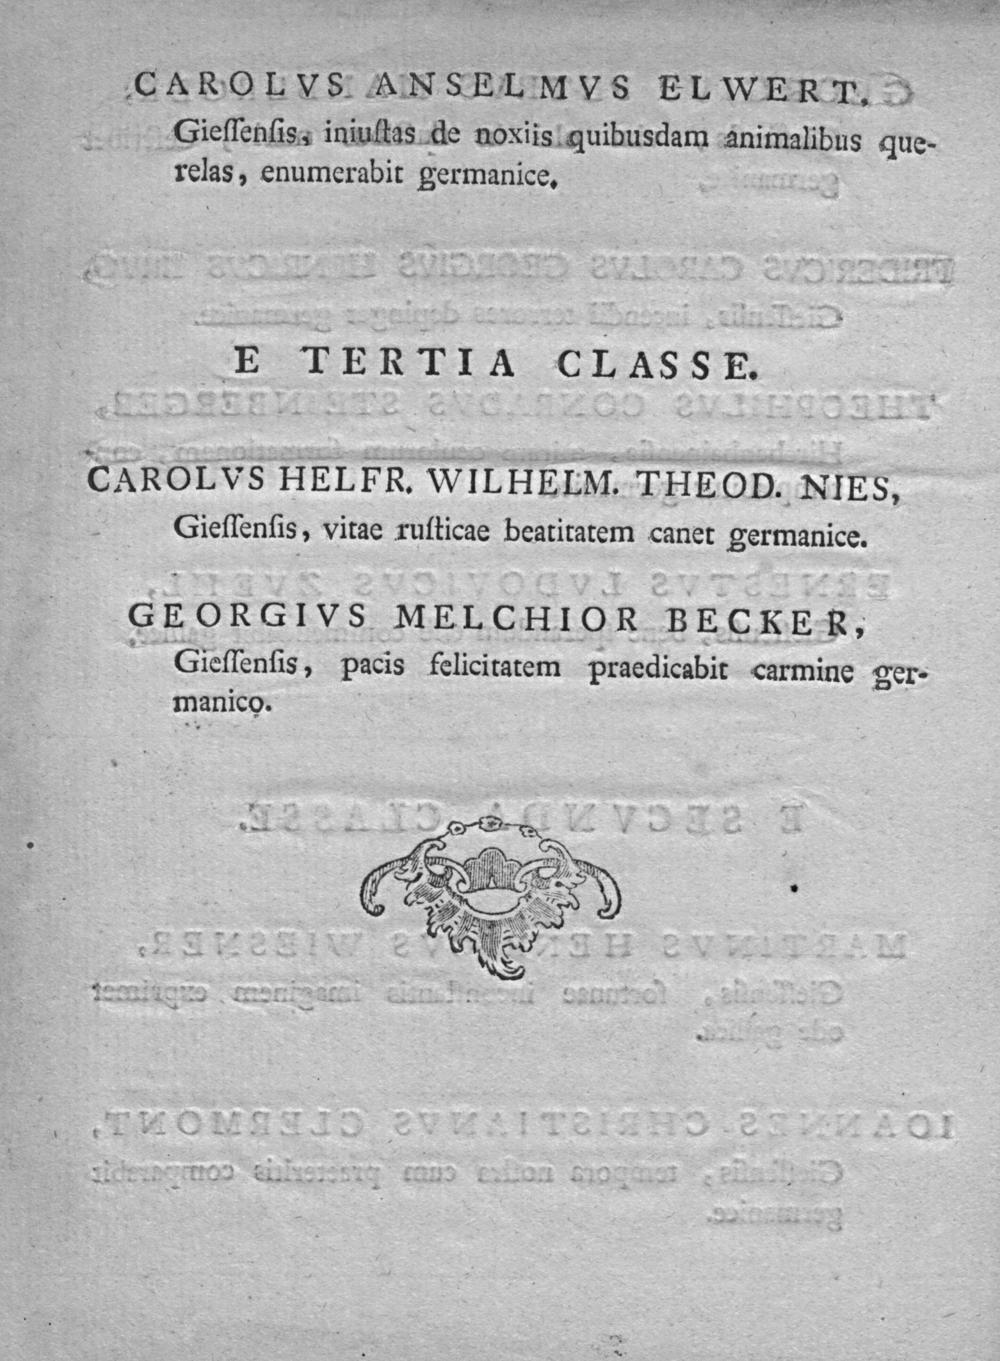 CAROLVS ANSELMVS ELWERT,
Gieſſenſis, iniuſtas de noxiis quibusdam animalibus que-
relas, enumerabit germanice.
E TERTIA CLASSE.
CAROLVS HELFR. WILHELM. THEOD. NIES,
Gieſſenſis, vitae ruſticae beatitatem canet germanice.
GEORGIVS MELCHIOR BECKER,
Gieſſenſis, pacis felicitatem praedicabit carmine ger-
manico.